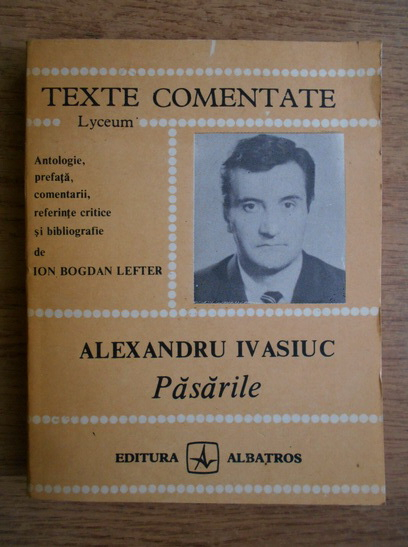 TEXTE COMENTATE
Lyceum
Antologie,
prefață,
comentarii,
referințe critice
și bibliografie
de
ION BOGDAN LEFTER
ALEXANDRU IVASIUC
Păsările
EDITURA ALBATROS